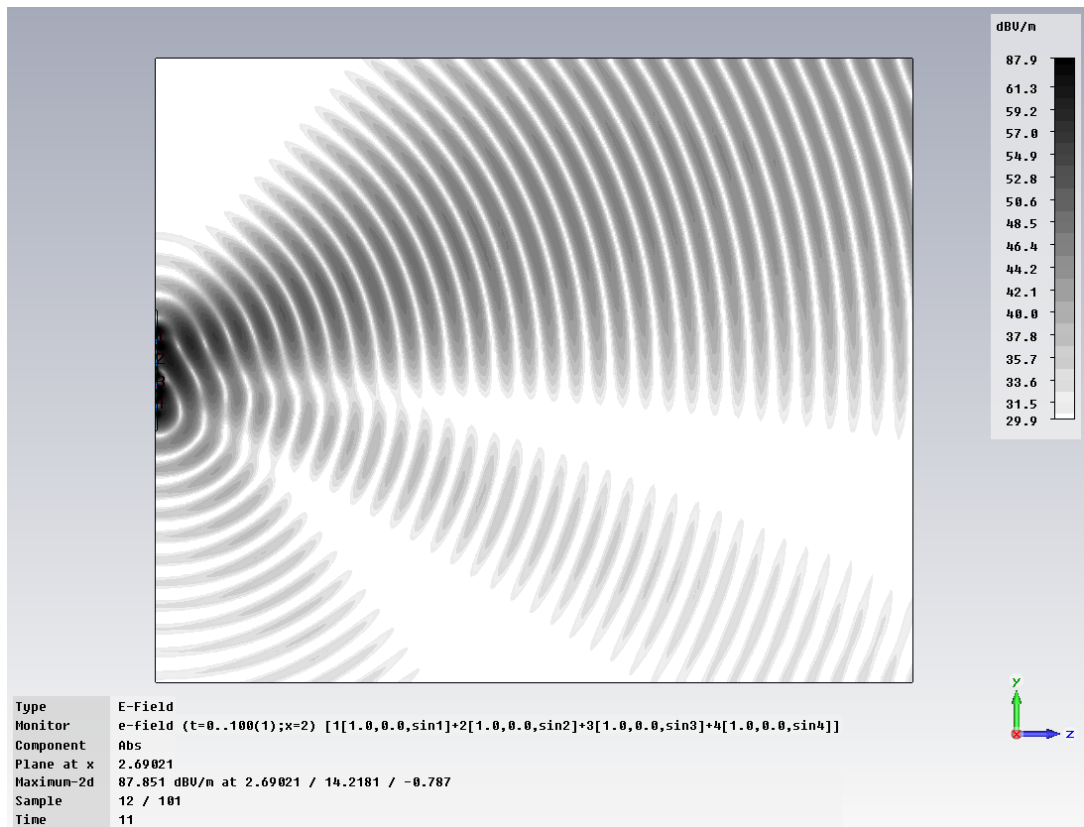 dBV/m
87.9
61.3
59.2
57.0
54.9
52.8
50.6
48.5
46.4
44.2
42.1
40.0
37.8
35.7
33.6
31.5
29.9
y
z
Type E-Field
Monitor e-field (t=0..100(1);x=2) [1[1.0,0.0,sin1]+2[1.0,0.0,sin2]+3[1.0,0.0,sin3]+4[1.0,0.0,sin4]]
Component Abs
Plane at x 2.69021
Maximum-2d 87.851 dBV/m at 2.69021 / 14.2181 / -0.787
Sample 12 / 101
Time 11